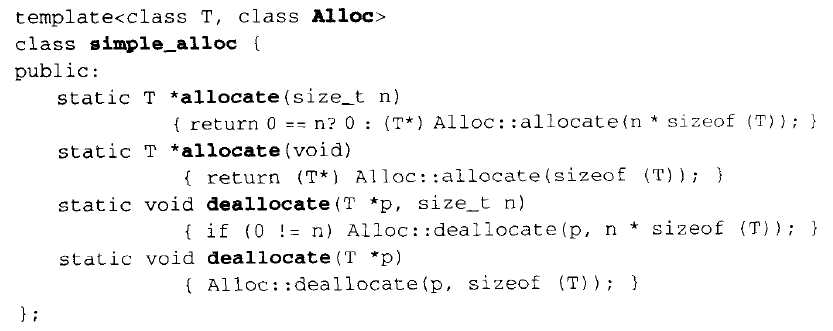 template<class T, class Alloc>
class simple_alloc {
public:
static T *allocate(size_t n)
{ return 0 == n? 0 : (T*) Alloc::allocate(n * sizeof (T)); }
static T *allocate(void)
{ return (T*) Alloc::allocate(sizeof (T)); }
static void deallocate(T *p, size_t n)
{ if (0 != n) Alloc::deallocate(p, n * sizeof (T)); }
static void deallocate(T *p)
{ Alloc::deallocate(p, sizeof (T)); }
};